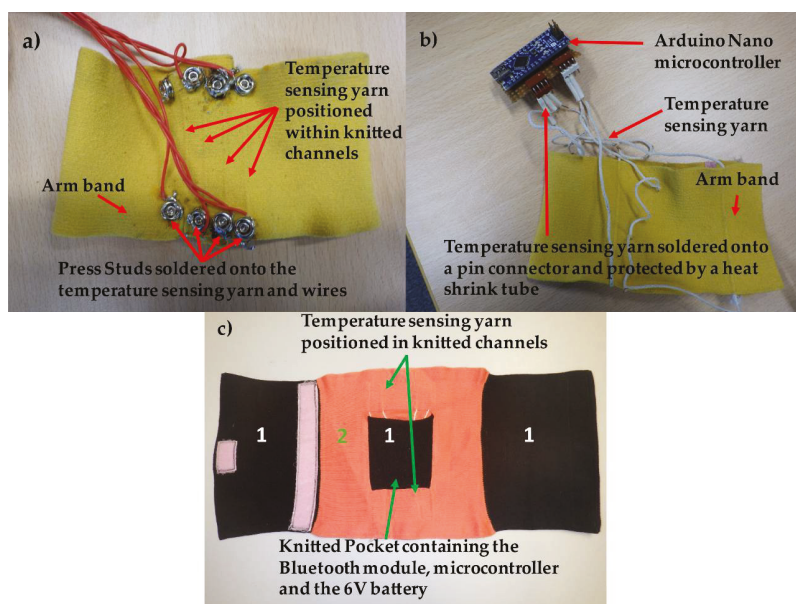 a)
Temperature
sensing yarn
positioned
within knitted
channels
Arm band
Press Studs soldered onto the
temperature sensing yarn and wires
b)
Arduino Nano
microcontroller
Temperature
sensing yarn
Arm band
Temperature sensing yarn soldered onto
a pin connector and protected by a heat
shrink tube
c)
Temperature sensing yarn
positioned in knitted channels
1
2
1
1
Knitted Pocket containing the
Bluetooth module, microcontroller
and the 6V battery